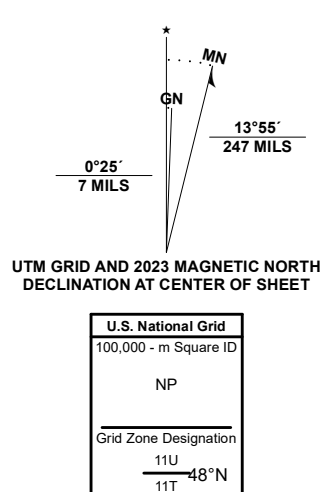 ★
MN
GN
0°25´
7 MILS
13°55´
247 MILS
UTM GRID AND 2023 MAGNETIC NORTH
DECLINATION AT CENTER OF SHEET
U.S. National Grid
100,000 - m Square ID
NP
Grid Zone Designation
11U
48°N
11T